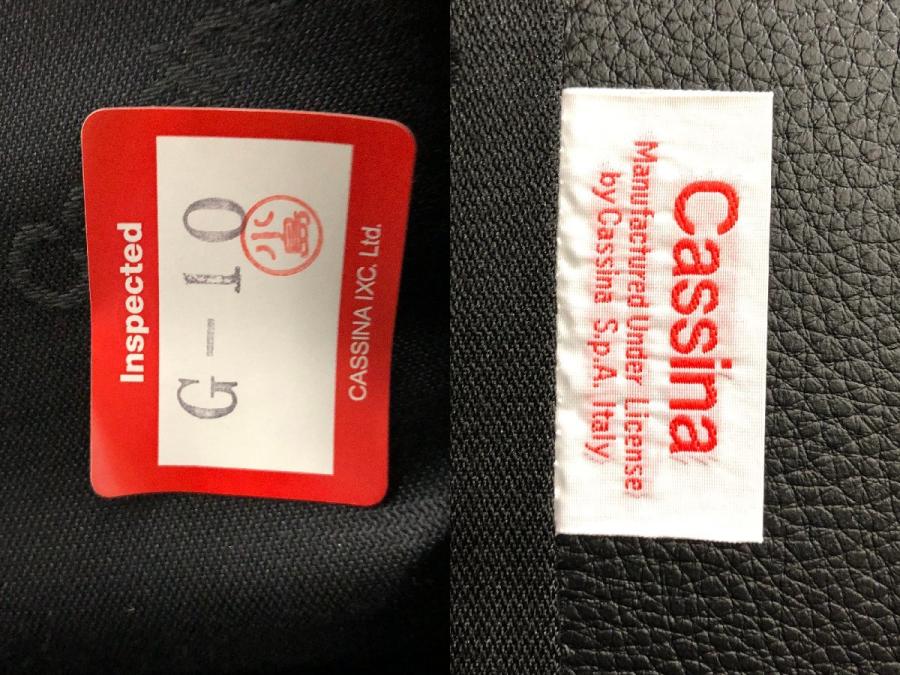 Inspected
G-10
CASSINA IXC. Ltd.
Cassina
Manufactured Under License
by Cassina S.p.A. Italy